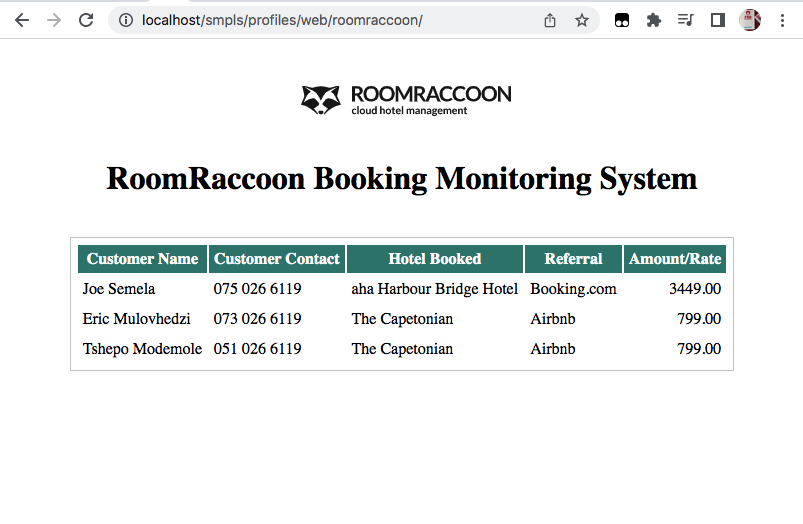 localhost/smpls/profiles/web/roomraccoon/
ROOMRACCOON
cloud hotel management
RoomRaccoon Booking Monitoring System
Customer Name Customer Contact Hotel Booked Referral Amount/Rate
Joe Semela 075 026 6119 aha Harbour Bridge Hotel Booking.com 3449.00
Eric Mulovhedzi 073 026 6119 The Capetonian Airbnb 799.00
Tshepo Modemole 051 026 6119 The Capetonian Airbnb 799.00